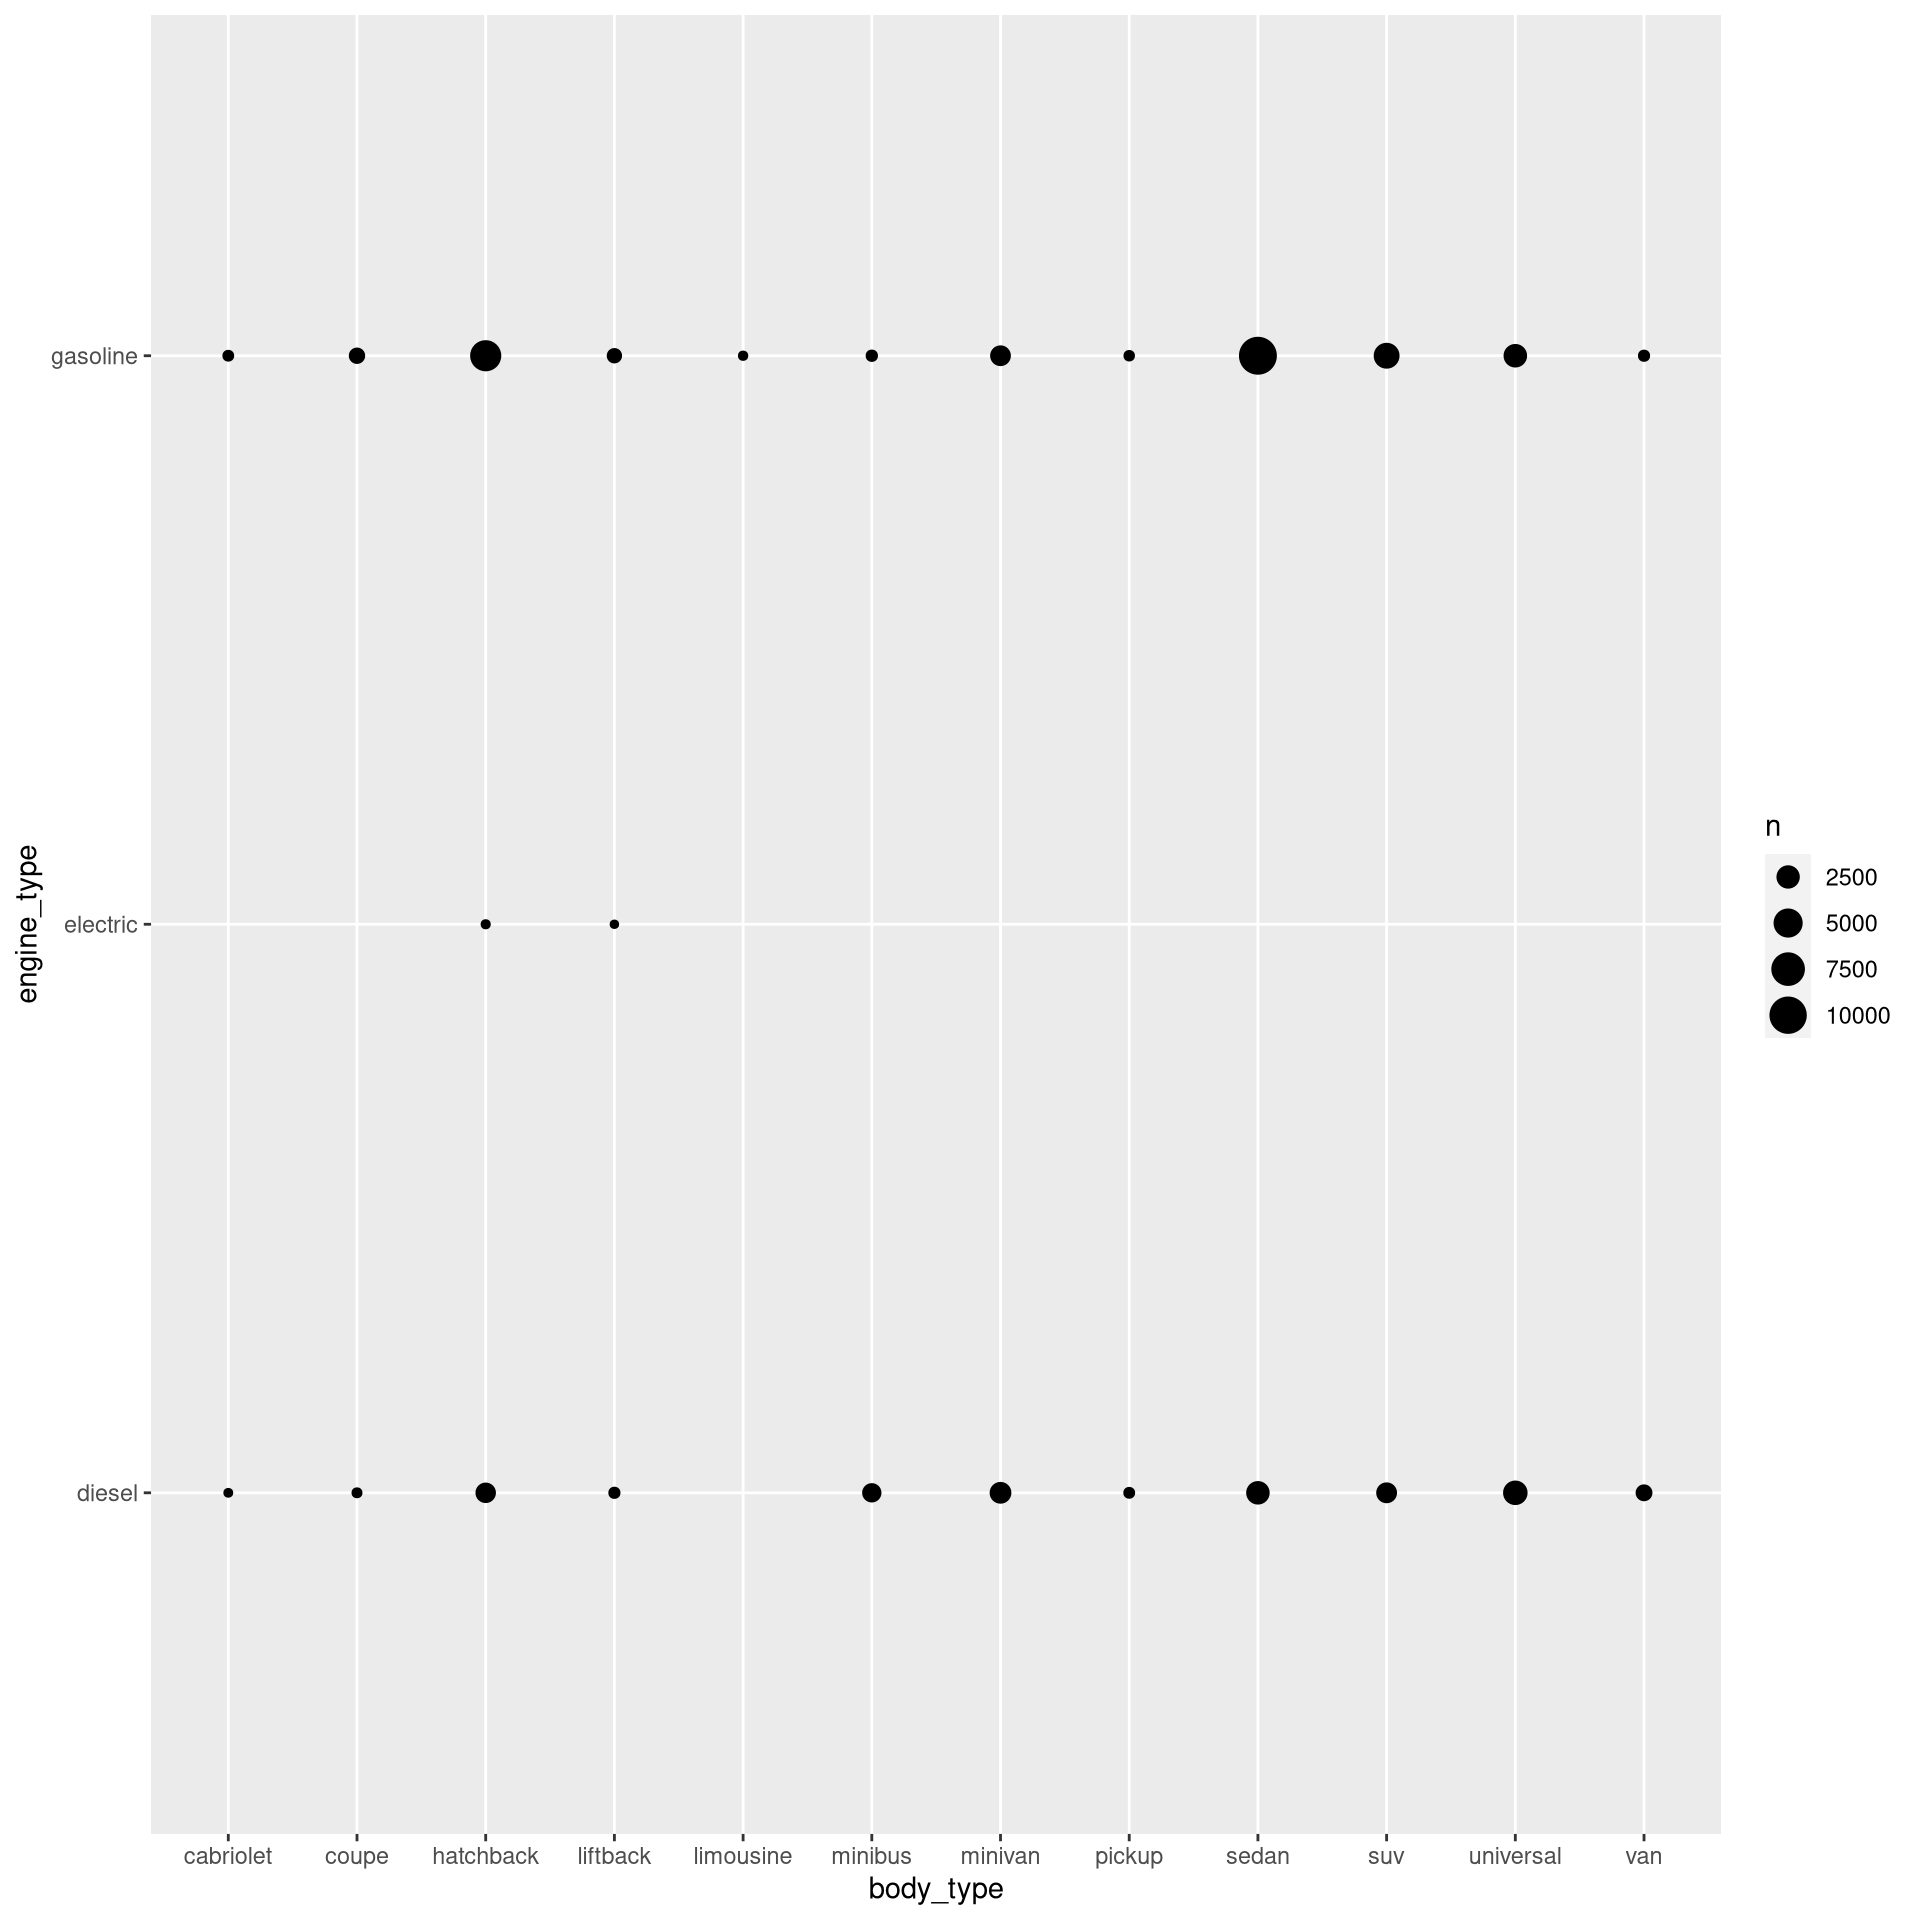 gasoline
electric
diesel
engine_type
cabriolet coupe hatchback liftback limousine minibus minivan pickup sedan suv universal van
body_type
n
2500
5000
7500
10000